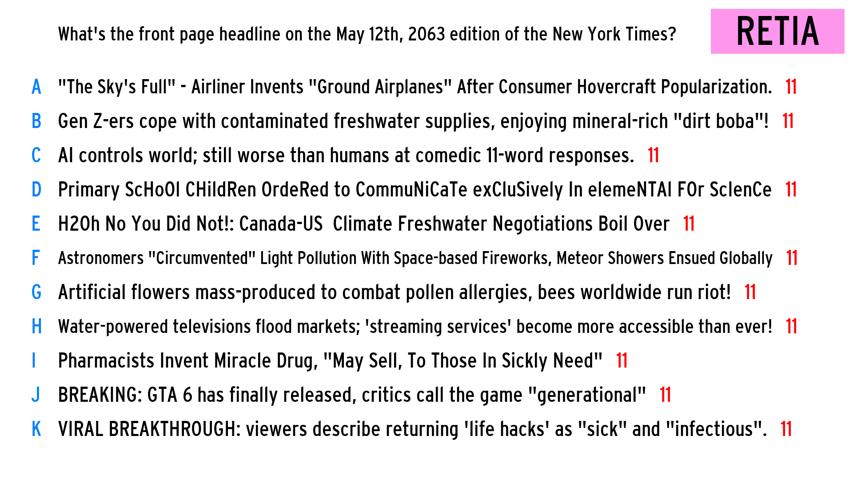 What's the front page headline on the May 12th, 2063 edition of the New York Times?
RETIA
A "The Sky's Full" - Airliner Invents "Ground Airplanes" After Consumer Hovercraft Popularization. 11
B Gen Z-ers cope with contaminated freshwater supplies, enjoying mineral-rich "dirt boba"! 11
C AI controls world; still worse than humans at comedic 11-word responses. 11
D Primary ScHoOl CHildRen OrdeRed to CommuNiCaTe exCluSively In elemeNTAl FOr ScIenCe 11
E H2Oh No You Did Not!: Canada-US  Climate Freshwater Negotiations Boil Over 11
F Astronomers "Circumvented" Light Pollution With Space-based Fireworks, Meteor Showers Ensued Globally 11
G Artificial flowers mass-produced to combat pollen allergies, bees worldwide run riot! 11
H Water-powered televisions flood markets; 'streaming services' become more accessible than ever! 11
I Pharmacists Invent Miracle Drug, "May Sell, To Those In Sickly Need" 11
J BREAKING: GTA 6 has finally released, critics call the game "generational" 11
K VIRAL BREAKTHROUGH: viewers describe returning 'life hacks' as "sick" and "infectious". 11